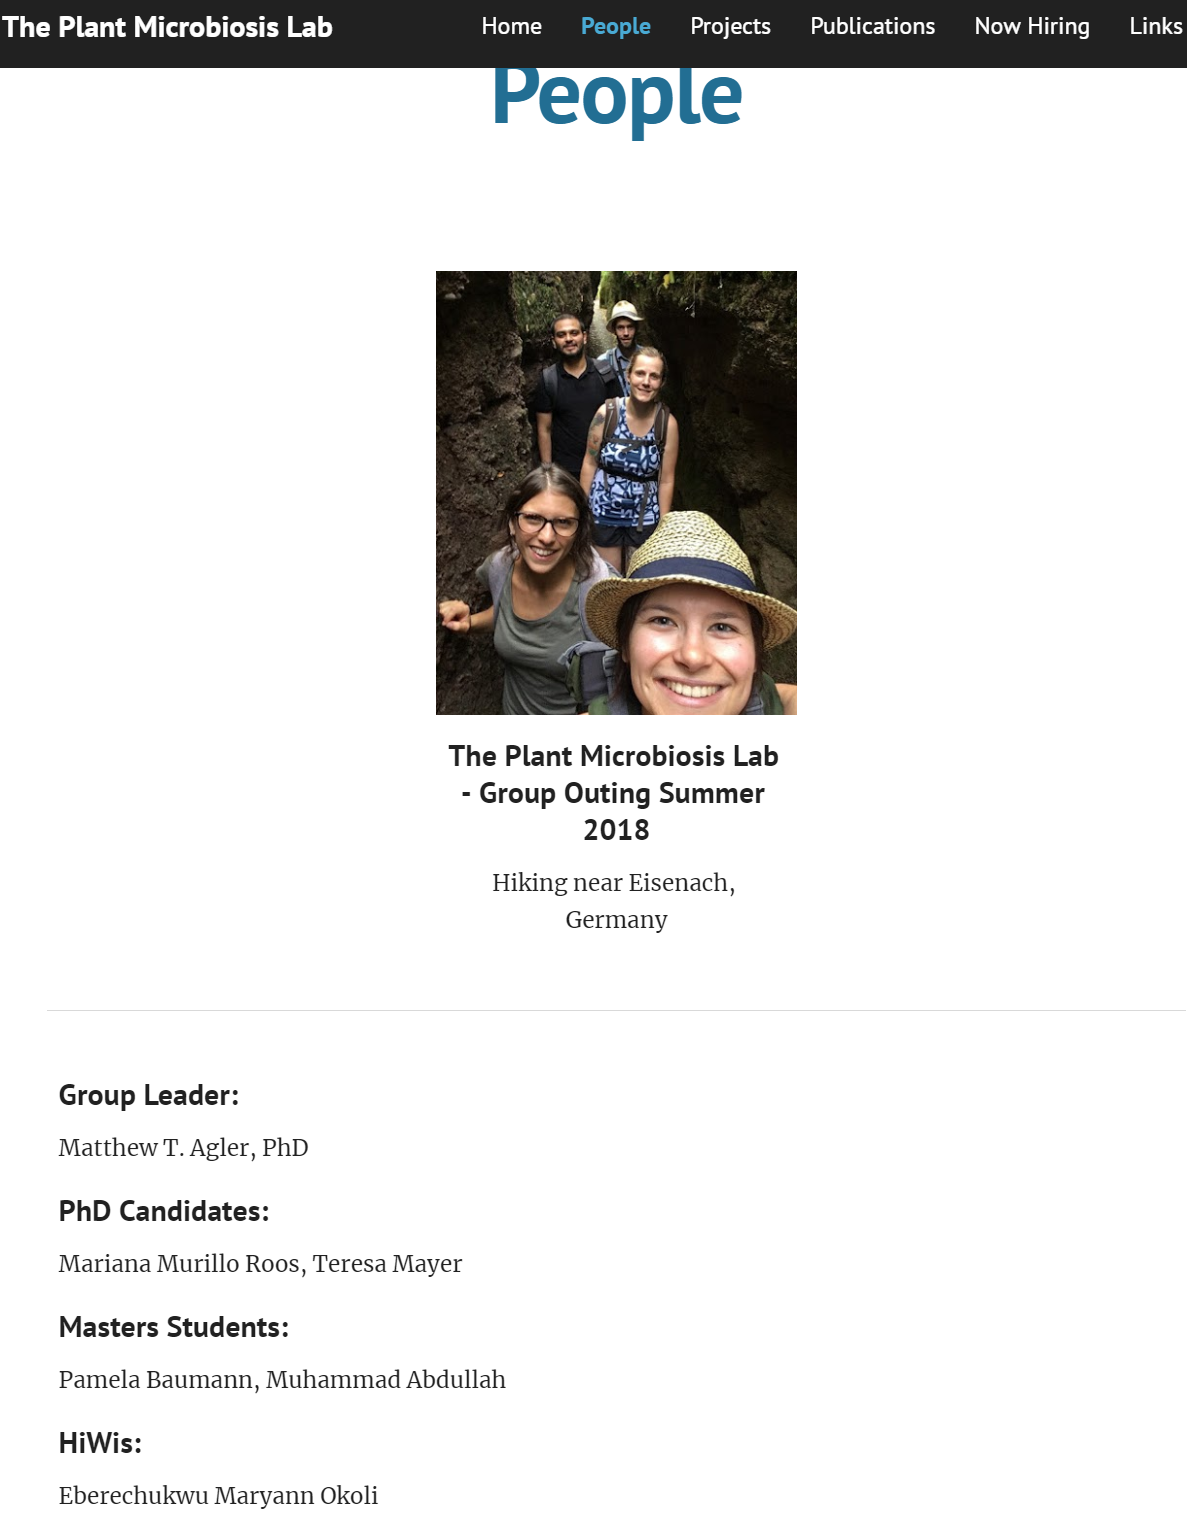 The Plant Microbiosis Lab
Home People Projects Publications Now Hiring Links
People
The Plant Microbiosis Lab
- Group Outing Summer
2018
Hiking near Eisenach,
Germany
Group Leader:
Matthew T. Agler, PhD
PhD Candidates:
Mariana Murillo Roos, Teresa Mayer
Masters Students:
Pamela Baumann, Muhammad Abdullah
HiWis:
Eberechukwu Maryann Okoli